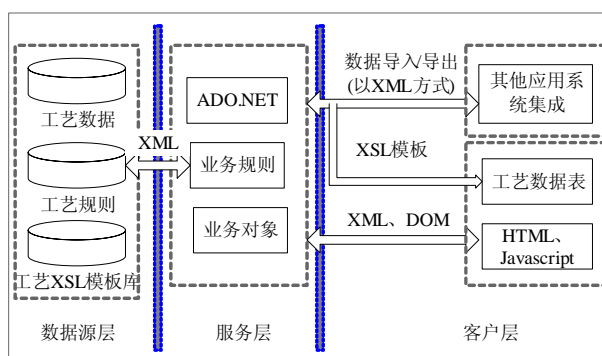 工艺数据
工艺规则
工艺XSL模板库
数据源层
XML
ADO.NET
业务规则
业务对象
服务层
数据导入/导出
(以XML方式)
XSL模板
XML、DOM
其他应用系
统集成
工艺数据表
HTML、
Javascript
客户层